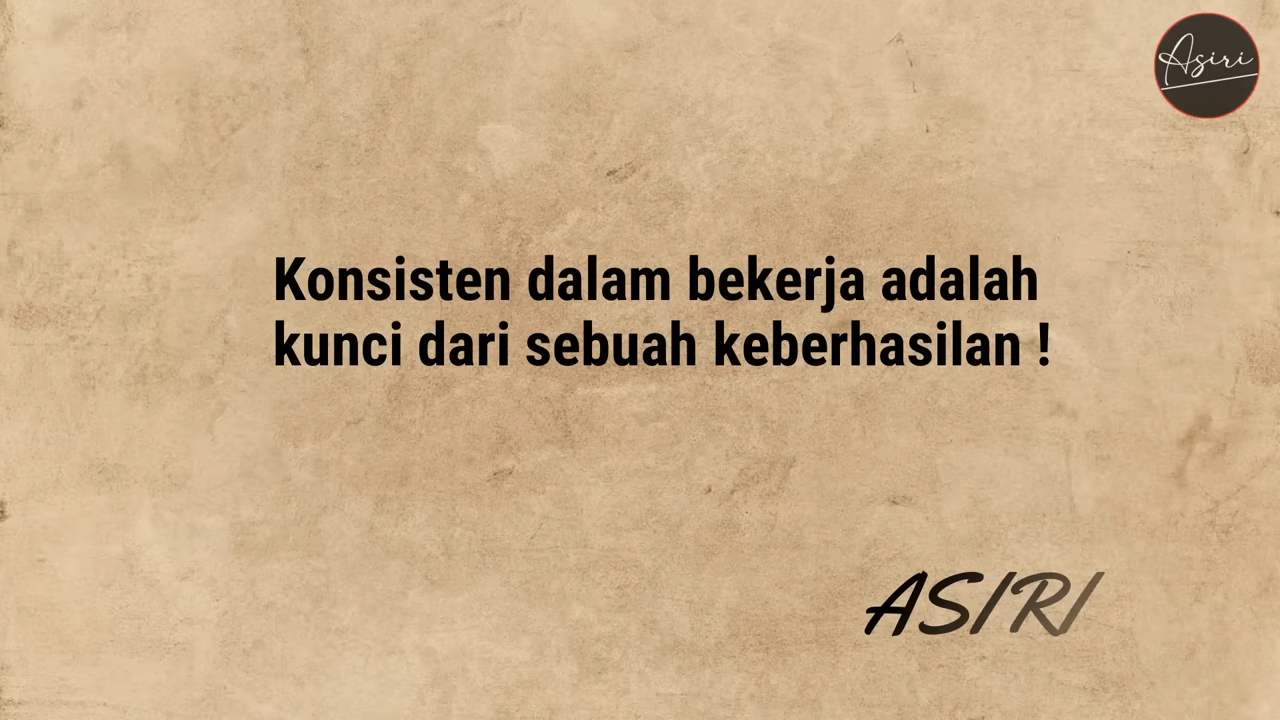 Asiri
Konsisten dalam bekerja adalah
kunci dari sebuah keberhasilan !
ASIRI